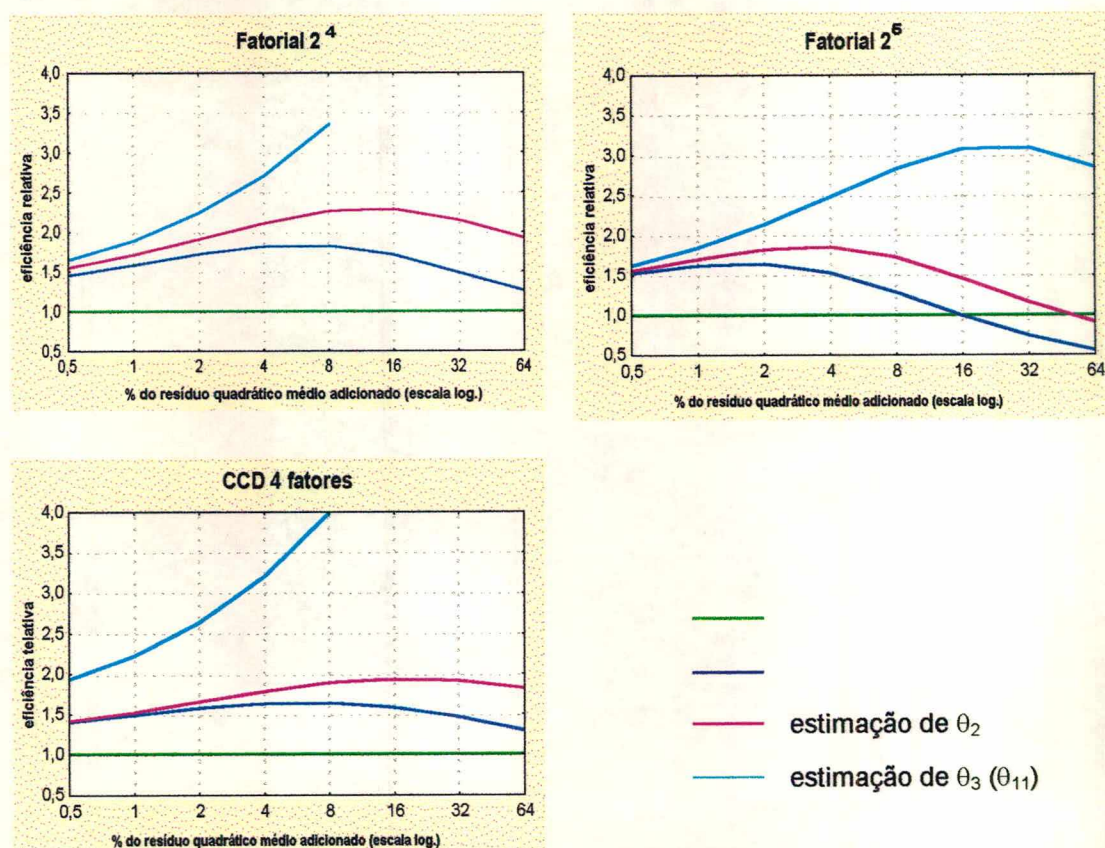 Fatorial 2⁴
eficiência relativa
4,0
3,5
3,0
2,5
2,0
1,5
1,0
0,5
0,5 1 2 4 8 16 32 64
% do resíduo quadrático médio adicionado (escala log.)
Fatorial 2⁶
eficiência relativa
4,0
3,5
3,0
2,5
2,0
1,5
1,0
0,5
0,5 1 2 4 8 16 32 64
% do resíduo quadrático médio adicionado (escala log.)
CCD 4 fatores
eficiência telativa
4,0
3,5
3,0
2,5
2,0
1,5
1,0
0,5
0,5 1 2 4 8 16 32 64
% do resíduo quadrático médio adicionado (escala log.)
estimação de θ₂
estimação de θ₃ (θ₁₁)